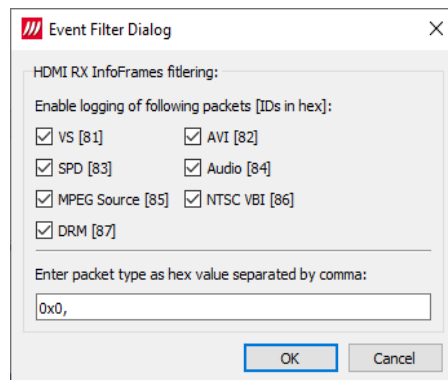 Event Filter Dialog
HDMI RX InfoFrames fitlering:
Enable logging of following packets [IDs in hex]:
VS [81] AVI [82]
SPD [83] Audio [84]
MPEG Source [85] NTSC VBI [86]
DRM [87]
Enter packet type as hex value separated by comma:
0x0,
OK Cancel